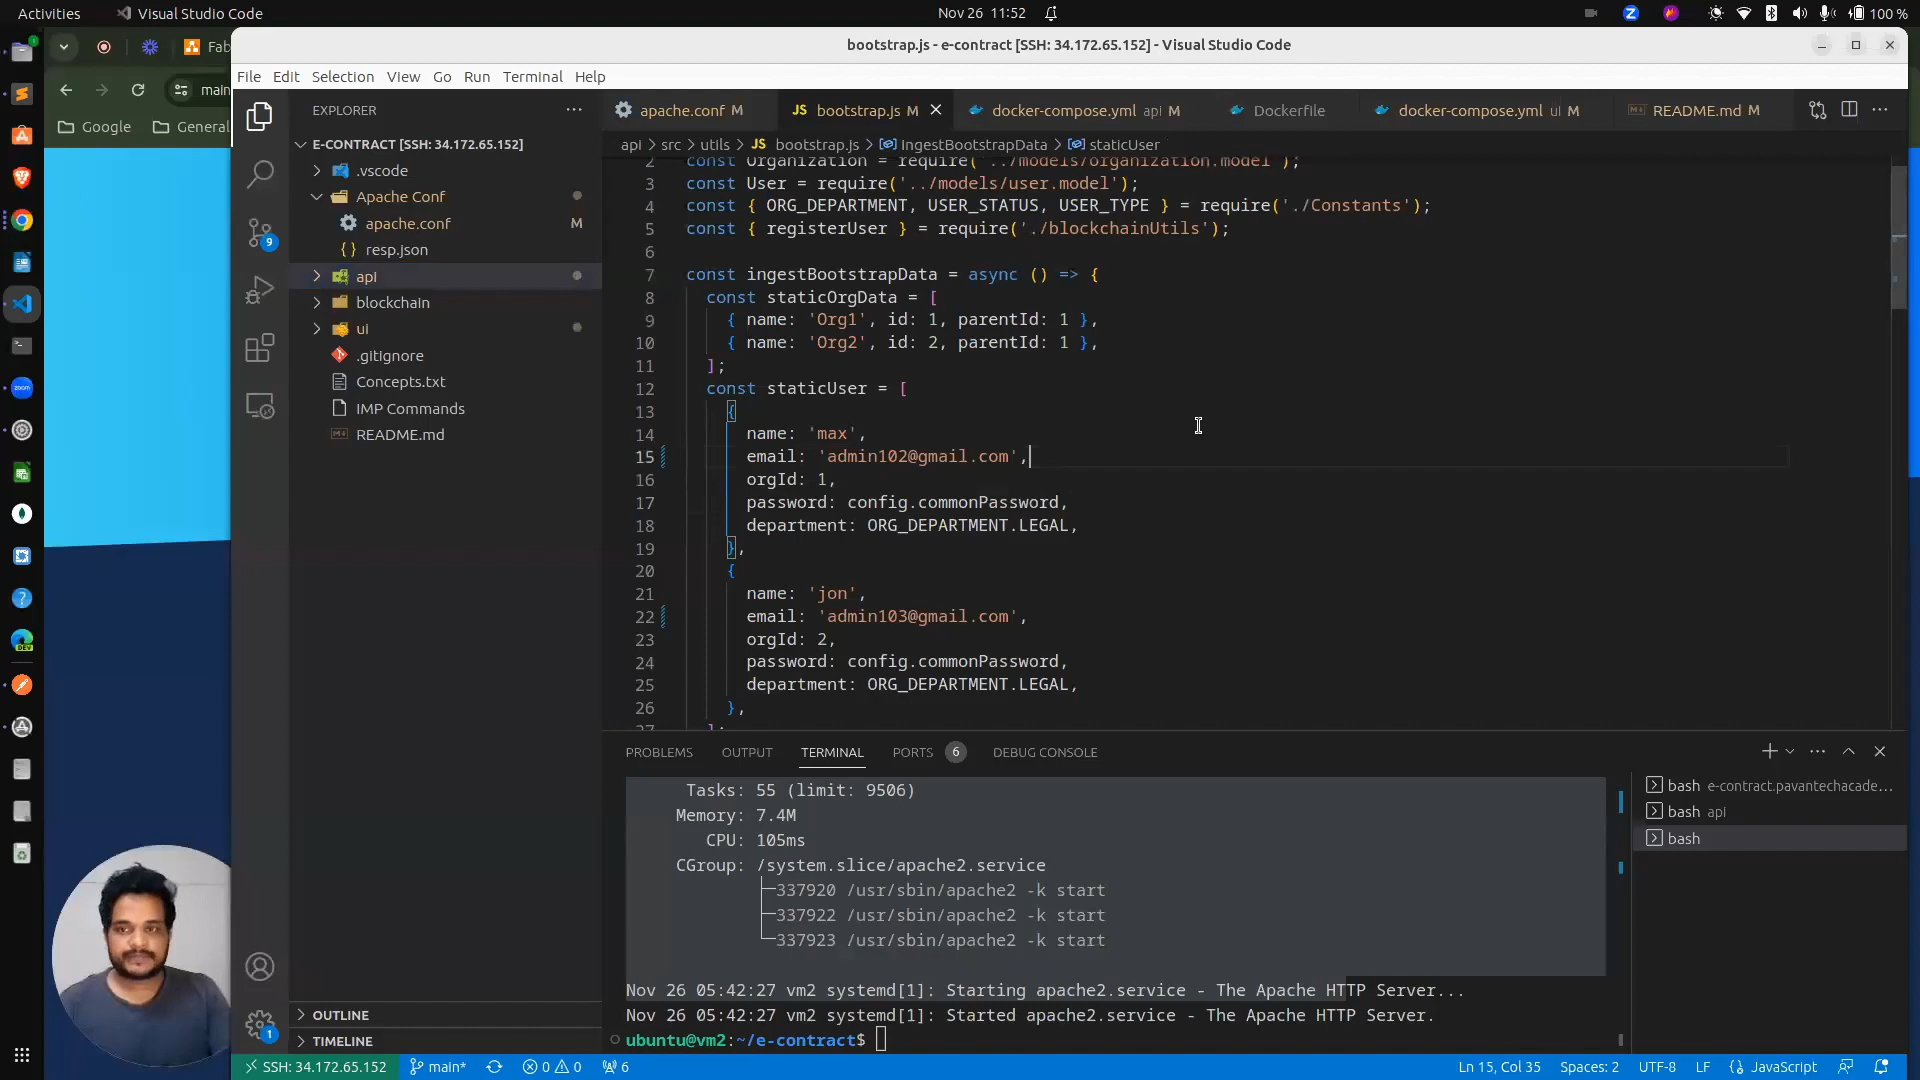 Activities Visual Studio Code Nov 26 11:52 100 %
Fab
bootstrap.js - e-contract [SSH: 34.172.65.152] - Visual Studio Code
File Edit Selection View Go Run Terminal Help
main
Google General
EXPLORER
apache.conf M bootstrap.js M docker-compose.yml api M Dockerfile docker-compose.yml ui M README.md M
E-CONTRACT [SSH: 34.172.65.152]
api > src > utils > JS bootstrap.js > ingestBootstrapData > staticUser
.vscode
Apache Conf
apache.conf M
resp.json
api
blockchain
ui
.gitignore
Concepts.txt
IMP Commands
README.md
9
1
OUTLINE
TIMELINE
2 const Organization = require('../models/organization.model');
3 const User = require('../models/user.model');
4 const { ORG_DEPARTMENT, USER_STATUS, USER_TYPE } = require('./Constants');
5 const { registerUser } = require('./blockchainUtils');
6
7 const ingestBootstrapData = async () => {
8 const staticOrgData = [
9 { name: 'Org1', id: 1, parentId: 1 },
10 { name: 'Org2', id: 2, parentId: 1 },
11 ];
12 const staticUser = [
13 {
14 name: 'max',
15 email: 'admin102@gmail.com',
16 orgId: 1,
17 password: config.commonPassword,
18 department: ORG_DEPARTMENT.LEGAL,
19 },
20 {
21 name: 'jon',
22 email: 'admin103@gmail.com',
23 orgId: 2,
24 password: config.commonPassword,
25 department: ORG_DEPARTMENT.LEGAL,
26 },
27 ];
PROBLEMS OUTPUT TERMINAL PORTS 6 DEBUG CONSOLE
Tasks: 55 (limit: 9506)
Memory: 7.4M
CPU: 105ms
CGroup: /system.slice/apache2.service
├─337920 /usr/sbin/apache2 -k start
├─337922 /usr/sbin/apache2 -k start
└─337923 /usr/sbin/apache2 -k start
Nov 26 05:42:27 vm2 systemd[1]: Starting apache2.service - The Apache HTTP Server...
Nov 26 05:42:27 vm2 systemd[1]: Started apache2.service - The Apache HTTP Server.
ubuntu@vm2:~/e-contract$
bash e-contract.pavantechacade...
bash api
bash
SSH: 34.172.65.152 main* 0 0 6 Ln 15, Col 35 Spaces: 2 UTF-8 LF JavaScript